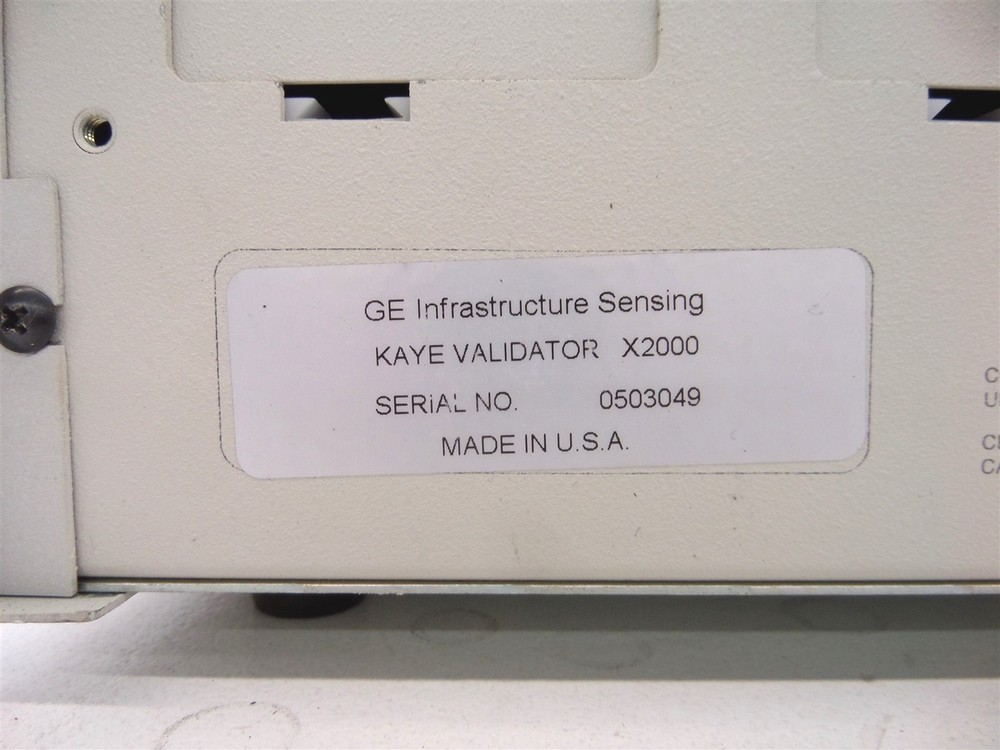 GE Infrastructure Sensing
KAYE VALIDATOR X2000
SERIAL NO. 0503049
MADE IN U.S.A.